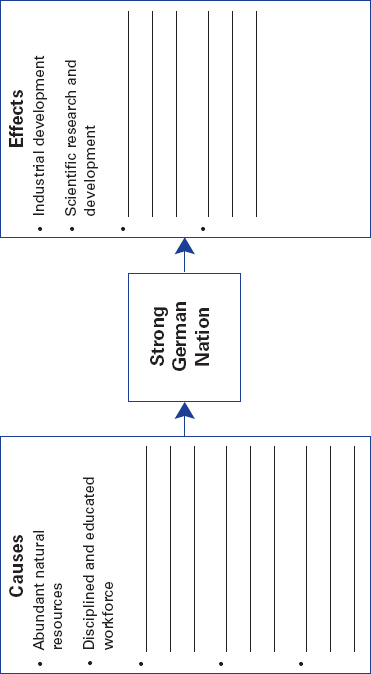 Causes
• Abundant natural
resources
• Disciplined and educated
workforce
•
•
•
Strong
German
Nation
Effects
• Industrial development
• Scientific research and
development
•
•